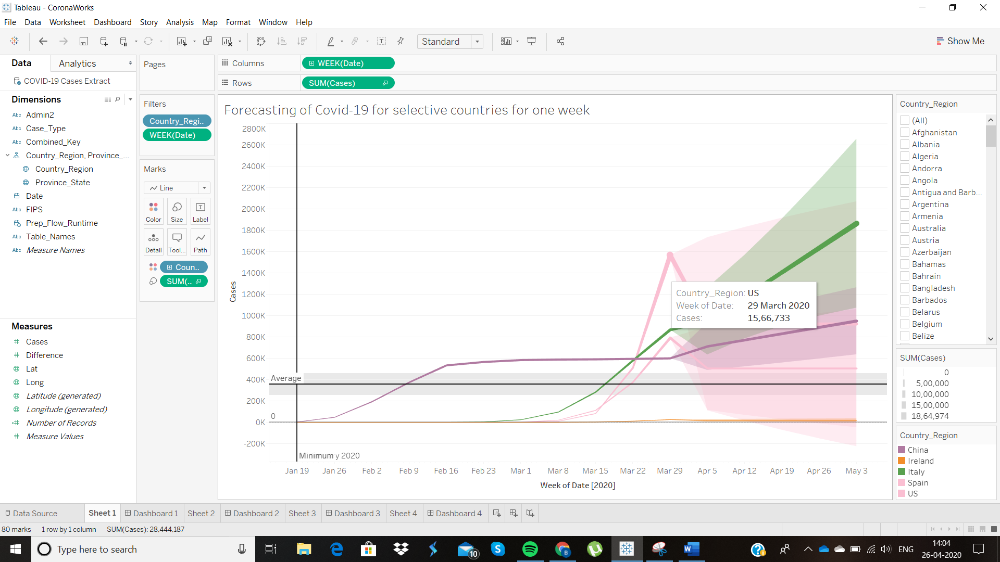 Tableau - CoronaWorks
File Data Worksheet Dashboard Story Analysis Map Format Window Help
Standard
Show Me
Data
Analytics
COVID-19 Cases Extract
Dimensions
Abc Admin2
Abc Case_Type
Abc Combined_Key
Country_Region, Province_...
Country_Region
Province_State
Date
Abc FIPS
Prep_Flow_Runtime
Abc Table_Names
Abc Measure Names
Measures
Cases
Difference
Lat
Long
Latitude (generated)
Longitude (generated)
Number of Records
Measure Values
Pages
Filters
Country_Regi..
WEEK(Date)
Marks
Line
Color Size Label
Detail Tool... Path
Coun..
SUM(..
Columns WEEK(Date)
Rows SUM(Cases)
Forecasting of Covid-19 for selective countries for one week
2800K
2600K
2400K
2200K
2000K
1800K
1600K
1400K
1200K
1000K
800K
600K
400K
200K
0K
-200K
Cases
Average
0
Minimum y 2020
Country_Region: US
Week of Date: 29 March 2020
Cases: 15,66,733
Jan 19 Jan 26 Feb 2 Feb 9 Feb 16 Feb 23 Mar 1 Mar 8 Mar 15 Mar 22 Mar 29 Apr 5 Apr 12 Apr 19 Apr 26 May 3
Week of Date [2020]
Country_Region
(All)
Afghanistan
Albania
Algeria
Andorra
Angola
Antigua and Barb...
Argentina
Armenia
Australia
Austria
Azerbaijan
Bahamas
Bahrain
Bangladesh
Barbados
Belarus
Belgium
Belize
SUM(Cases)
0
5,00,000
10,00,000
15,00,000
18,64,974
Country_Region
China
Ireland
Italy
Spain
US
Data Source Sheet 1 Dashboard 1 Sheet 2 Dashboard 2 Sheet 3 Dashboard 3 Sheet 4 Dashboard 4
80 marks 1 row by 1 column SUM(Cases): 28,444,187
Type here to search
10
ENG
14:04
26-04-2020